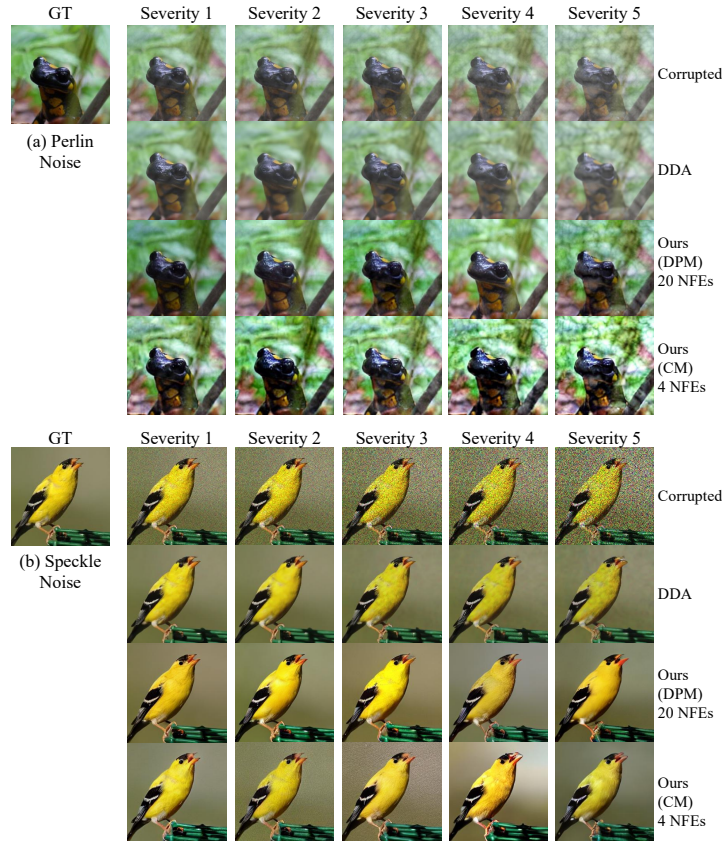 GT Severity 1 Severity 2 Severity 3 Severity 4 Severity 5
Corrupted
(a) Perlin
Noise
DDA
Ours
(DPM)
20 NFEs
Ours
(CM)
4 NFEs
GT Severity 1 Severity 2 Severity 3 Severity 4 Severity 5
Corrupted
(b) Speckle
Noise
DDA
Ours
(DPM)
20 NFEs
Ours
(CM)
4 NFEs